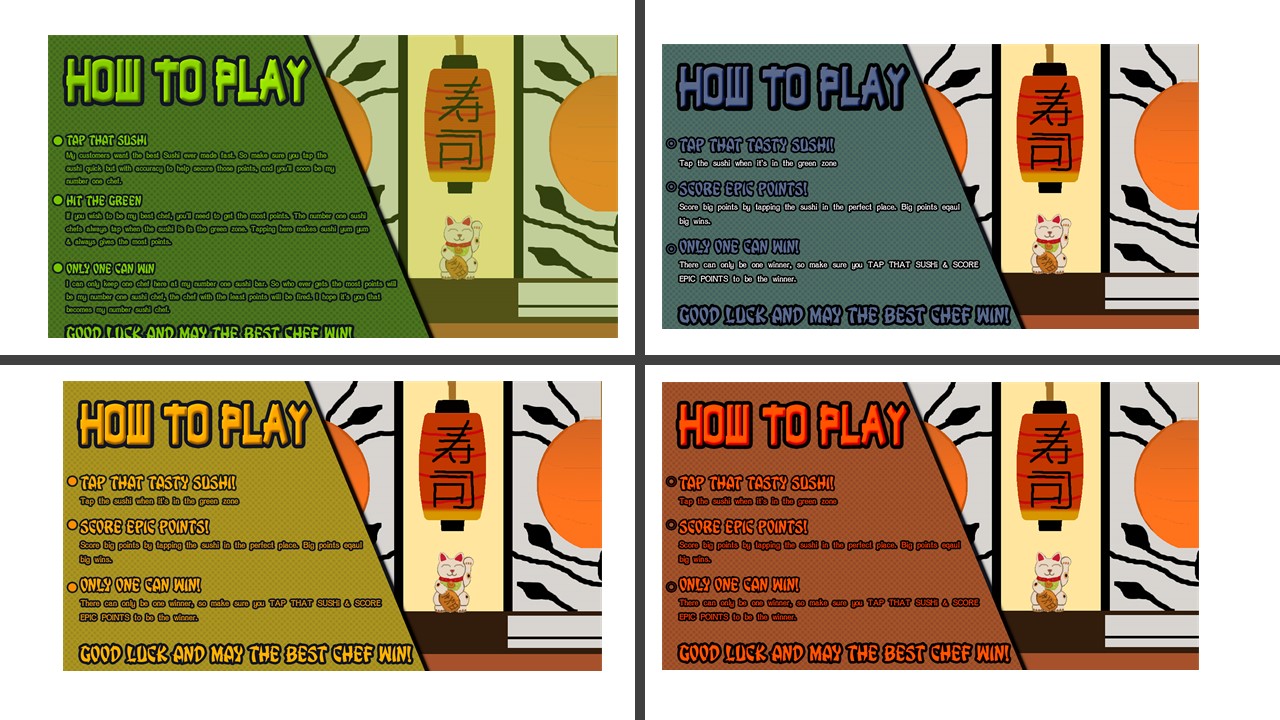 HOW TO PLAY
寿
司
TAP THAT SUSHI
My customers want the best Sushi ever made fast. So make sure you tap the
sushi quick but with accuracy to help secure those points, and you'll soon be my
number one chef.
HIT THE GREEN
If you wish to be my best chef, you'll need to get the most points. The number one sushi
chefs always tap when the sushi is in the green zone. Tapping here makes sushi yum yum
& always gives the most points.
ONLY ONE CAN WIN
I can only keep one chef here at my number one sushi bar. So who ever gets the most points will
be my number one sushi chef, the chef with the least points will be fired. I hope it's you that
becomes my number sushi chef.
GOOD LUCK AND MAY THE BEST CHEF WIN!
HOW TO PLAY
寿
司
TAP THAT TASTY SUSHI!
Tap the sushi when it's in the green zone
SCORE EPIC POINTS!
Score big points by tapping the sushi in the perfect place. Big points eqaul
big wins.
ONLY ONE CAN WIN!
There can only be one winner, so make sure you TAP THAT SUSHI & SCORE
EPIC POINTS to be the winner.
GOOD LUCK AND MAY THE BEST CHEF WIN!
HOW TO PLAY
寿
司
TAP THAT TASTY SUSHI!
Tap the sushi when it's in the green zone
SCORE EPIC POINTS!
Score big points by tapping the sushi in the perfect place. Big points eqaul
big wins.
ONLY ONE CAN WIN!
There can only be one winner, so make sure you TAP THAT SUSHI & SCORE
EPIC POINTS to be the winner.
GOOD LUCK AND MAY THE BEST CHEF WIN!
HOW TO PLAY
寿
司
TAP THAT TASTY SUSHI!
Tap the sushi when it's in the green zone
SCORE EPIC POINTS!
Score big points by tapping the sushi in the perfect place. Big points eqaul
big wins.
ONLY ONE CAN WIN!
There can only be one winner, so make sure you TAP THAT SUSHI & SCORE
EPIC POINTS to be the winner.
GOOD LUCK AND MAY THE BEST CHEF WIN!